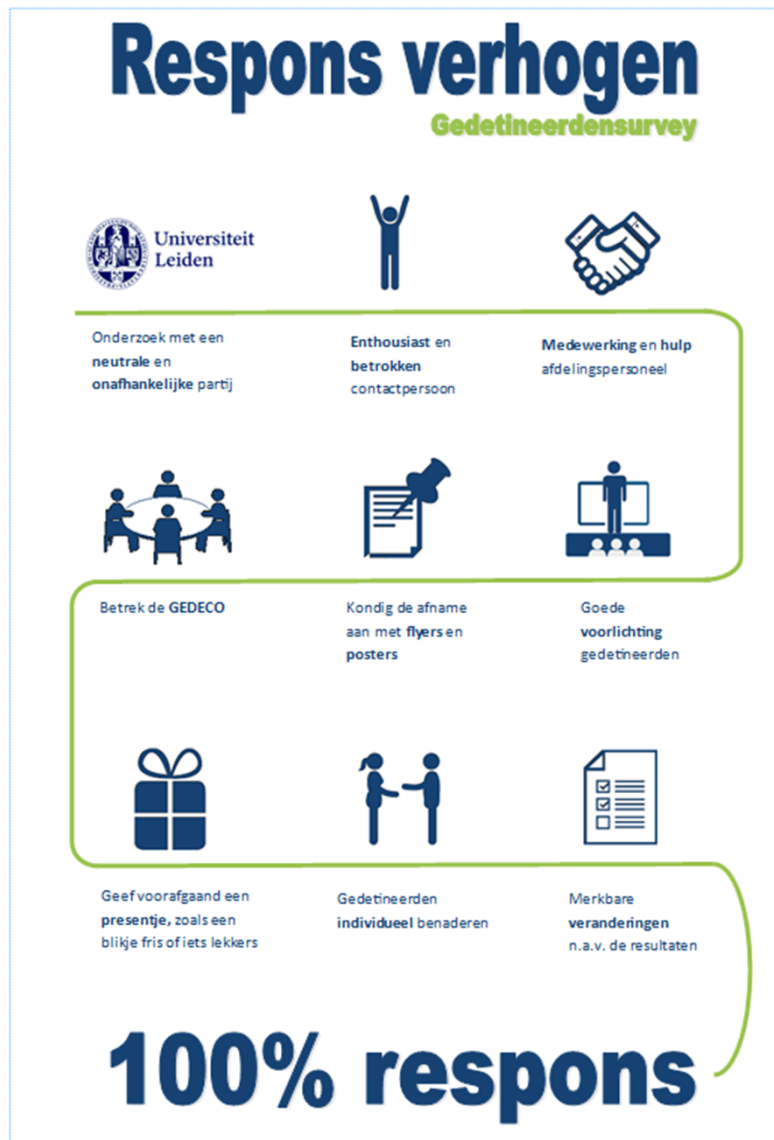 Respons verhogen
Gedetineerdensurvey
Universiteit
Leiden
Onderzoek met een
neutrale en
onafhankelijke partij
Enthousiast en
betrokken
contactpersoon
Medewerking en hulp
afdelingspersoneel
Betrek de GEDECO
Kondig de afname
aan met flyers en
posters
Goede
voorlichting
gedetineerden
Geef voorafgaand een
presentje, zoals een
blikje fris of iets lekkers
Gedetineerden
individueel benaderen
Merkbare
veranderingen
n.a.v. de resultaten
100% respons